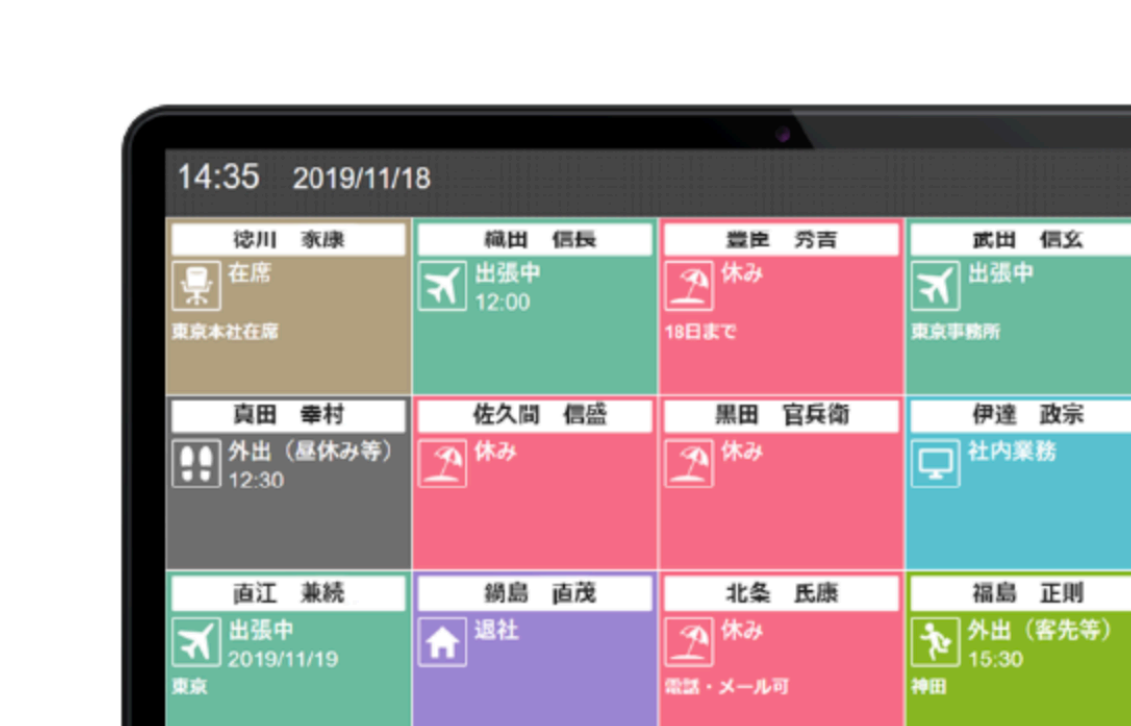 14:35 2019/11/18
徳川 家康
在席
東京本社在席
織田 信長
出張中
12:00
豊臣 秀吉
休み
18日まで
武田 信玄
出張中
東京事務所
真田 幸村
外出（昼休み等）
12:30
佐久間 信盛
休み
黒田 官兵衛
休み
伊達 政宗
社内業務
直江 兼続
出張中
2019/11/19
東京
鍋島 直茂
退社
北条 氏康
休み
電話・メール可
福島 正則
外出（客先等）
15:30
神田